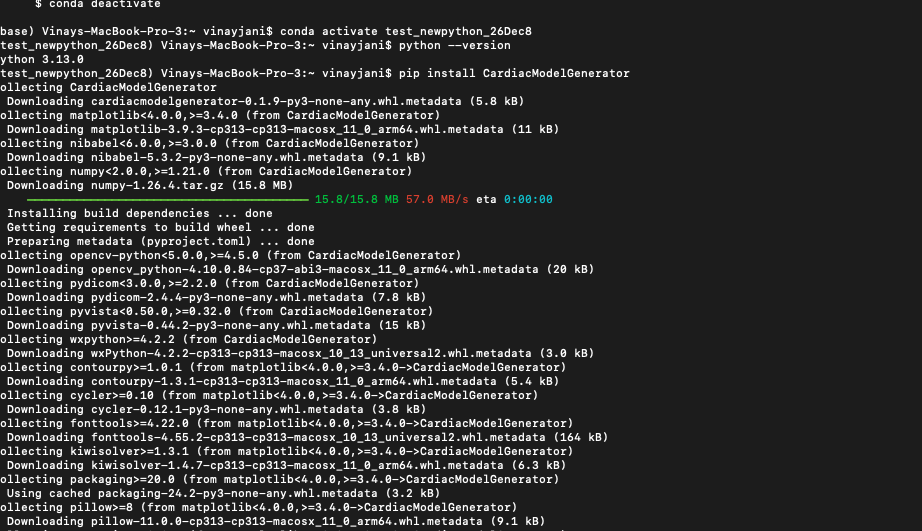 $ conda deactivate
base) Vinays-MacBook-Pro-3:~ vinayjani$ conda activate test_newpython_26Dec8
test_newpython_26Dec8) Vinays-MacBook-Pro-3:~ vinayjani$ python --version
ython 3.13.0
test_newpython_26Dec8) Vinays-MacBook-Pro-3:~ vinayjani$ pip install CardiacModelGenerator
ollecting CardiacModelGenerator
Downloading cardiacmodelgenerator-0.1.9-py3-none-any.whl.metadata (5.8 kB)
ollecting matplotlib<4.0.0,>=3.4.0 (from CardiacModelGenerator)
Downloading matplotlib-3.9.3-cp313-cp313-macosx_11_0_arm64.whl.metadata (11 kB)
ollecting nibabel<6.0.0,>=3.0.0 (from CardiacModelGenerator)
Downloading nibabel-5.3.2-py3-none-any.whl.metadata (9.1 kB)
ollecting numpy<2.0.0,>=1.21.0 (from CardiacModelGenerator)
Downloading numpy-1.26.4.tar.gz (15.8 MB)
15.8/15.8 MB 57.0 MB/s eta 0:00:00
Installing build dependencies ... done
Getting requirements to build wheel ... done
Preparing metadata (pyproject.toml) ... done
ollecting opencv-python<5.0.0,>=4.5.0 (from CardiacModelGenerator)
Downloading opencv_python-4.10.0.84-cp37-abi3-macosx_11_0_arm64.whl.metadata (20 kB)
ollecting pydicom<3.0.0,>=2.2.0 (from CardiacModelGenerator)
Downloading pydicom-2.4.4-py3-none-any.whl.metadata (7.8 kB)
ollecting pyvista<0.50.0,>=0.32.0 (from CardiacModelGenerator)
Downloading pyvista-0.44.2-py3-none-any.whl.metadata (15 kB)
ollecting wxpython>=4.2.2 (from CardiacModelGenerator)
Downloading wxPython-4.2.2-cp313-cp313-macosx_10_13_universal2.whl.metadata (3.0 kB)
ollecting contourpy>=1.0.1 (from matplotlib<4.0.0,>=3.4.0->CardiacModelGenerator)
Downloading contourpy-1.3.1-cp313-cp313-macosx_11_0_arm64.whl.metadata (5.4 kB)
ollecting cycler>=0.10 (from matplotlib<4.0.0,>=3.4.0->CardiacModelGenerator)
Downloading cycler-0.12.1-py3-none-any.whl.metadata (3.8 kB)
ollecting fonttools>=4.22.0 (from matplotlib<4.0.0,>=3.4.0->CardiacModelGenerator)
Downloading fonttools-4.55.2-cp313-cp313-macosx_10_13_universal2.whl.metadata (164 kB)
ollecting kiwisolver>=1.3.1 (from matplotlib<4.0.0,>=3.4.0->CardiacModelGenerator)
Downloading kiwisolver-1.4.7-cp313-cp313-macosx_11_0_arm64.whl.metadata (6.3 kB)
ollecting packaging>=20.0 (from matplotlib<4.0.0,>=3.4.0->CardiacModelGenerator)
Using cached packaging-24.2-py3-none-any.whl.metadata (3.2 kB)
ollecting pillow>=8 (from matplotlib<4.0.0,>=3.4.0->CardiacModelGenerator)
Downloading pillow-11.0.0-cp313-cp313-macosx_11_0_arm64.whl.metadata (9.1 kB)